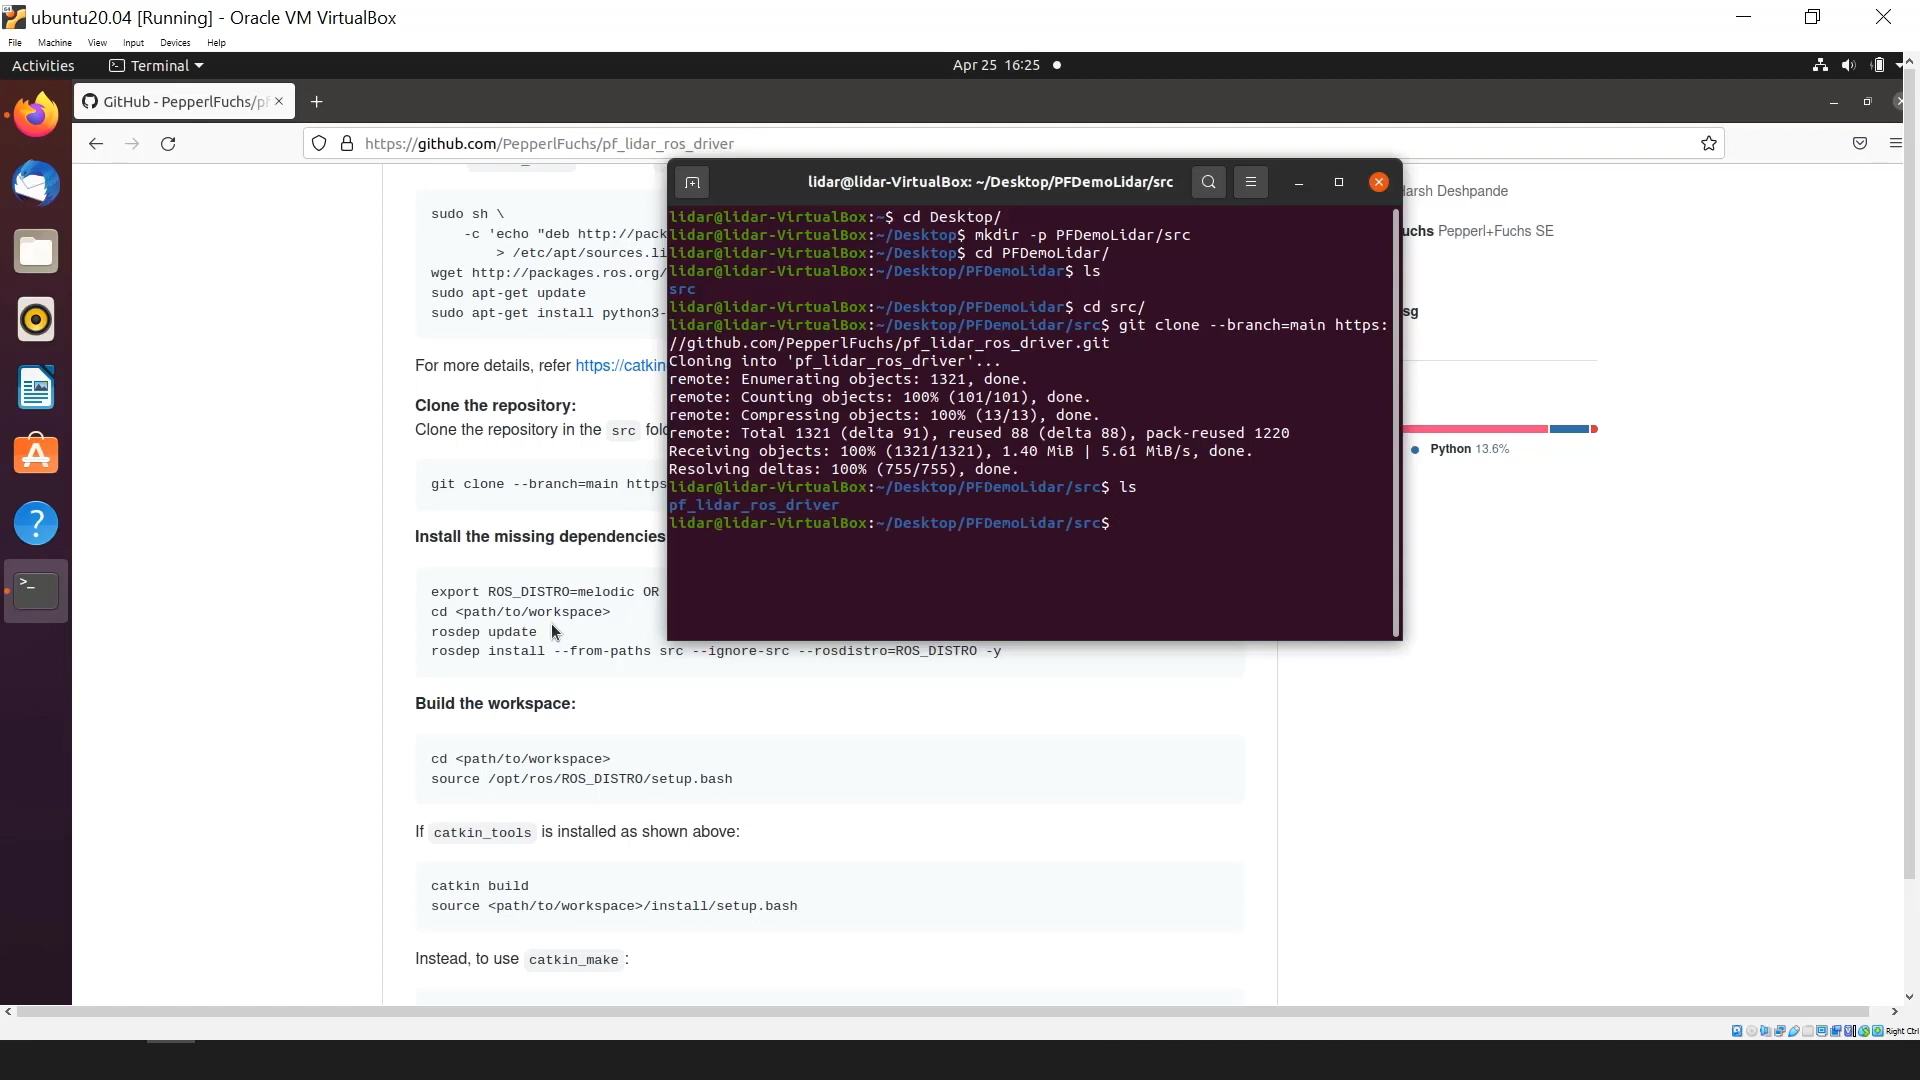 ubuntu20.04 [Running] - Oracle VM VirtualBox
File Machine View Input Devices Help
Activities Terminal Apr 25 16:25
GitHub - PepperlFuchs/pf
https://github.com/PepperlFuchs/pf_lidar_ros_driver
sudo sh \
-c 'echo "deb http://pack
> /etc/apt/sources.li
wget http://packages.ros.org/
sudo apt-get update
sudo apt-get install python3-
For more details, refer https://catkin
Clone the repository:
Clone the repository in the src fol
git clone --branch=main https
Install the missing dependencies
export ROS_DISTRO=melodic OR
cd <path/to/workspace>
rosdep update
rosdep install --from-paths src --ignore-src --rosdistro=ROS_DISTRO -y
Build the workspace:
cd <path/to/workspace>
source /opt/ros/ROS_DISTRO/setup.bash
If catkin_tools is installed as shown above:
catkin build
source <path/to/workspace>/install/setup.bash
Instead, to use catkin_make :
lidar@lidar-VirtualBox: ~/Desktop/PFDemoLidar/src
lidar@lidar-VirtualBox:~$ cd Desktop/
lidar@lidar-VirtualBox:~/Desktop$ mkdir -p PFDemoLidar/src
lidar@lidar-VirtualBox:~/Desktop$ cd PFDemoLidar/
lidar@lidar-VirtualBox:~/Desktop/PFDemoLidar$ ls
src
lidar@lidar-VirtualBox:~/Desktop/PFDemoLidar$ cd src/
lidar@lidar-VirtualBox:~/Desktop/PFDemoLidar/src$ git clone --branch=main https:
//github.com/PepperlFuchs/pf_lidar_ros_driver.git
Cloning into 'pf_lidar_ros_driver'...
remote: Enumerating objects: 1321, done.
remote: Counting objects: 100% (101/101), done.
remote: Compressing objects: 100% (13/13), done.
remote: Total 1321 (delta 91), reused 88 (delta 88), pack-reused 1220
Receiving objects: 100% (1321/1321), 1.40 MiB | 5.61 MiB/s, done.
Resolving deltas: 100% (755/755), done.
lidar@lidar-VirtualBox:~/Desktop/PFDemoLidar/src$ ls
pf_lidar_ros_driver
lidar@lidar-VirtualBox:~/Desktop/PFDemoLidar/src$
arsh Deshpande
uchs Pepperl+Fuchs SE
sg
Python 13.6%
Right Ctrl